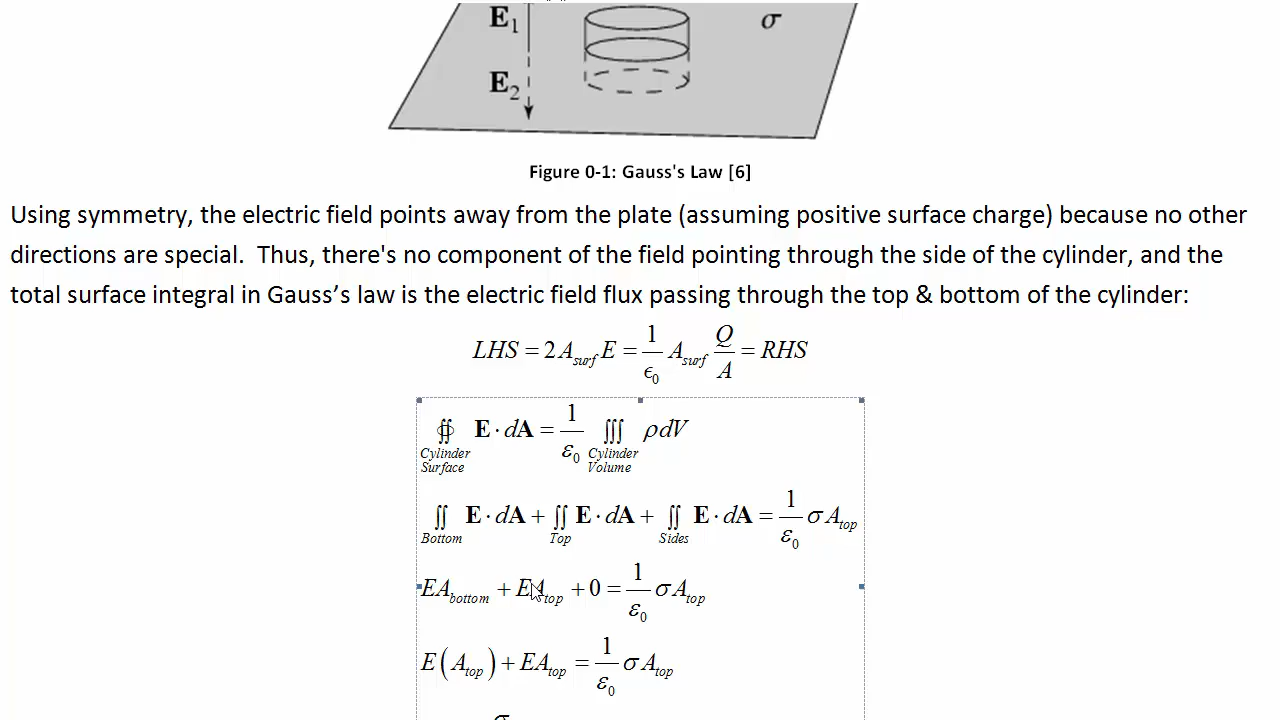 E₁
σ
E₂
Figure 0-1: Gauss's Law [6]
Using symmetry, the electric field points away from the plate (assuming positive surface charge) because no other
directions are special.  Thus, there's no component of the field pointing through the side of the cylinder, and the
total surface integral in Gauss’s law is the electric field flux passing through the top & bottom of the cylinder:
LHS = 2A_surf E = 1/ϵ₀ A_surf Q/A = RHS
∯_Cylinder Surface E · dA = 1/ε₀ ∭_Cylinder Volume ρdV
∬_Bottom E · dA + ∬_Top E · dA + ∬_Sides E · dA = 1/ε₀ σA_top
EA_bottom + EA_top + 0 = 1/ε₀ σA_top
E(A_top) + EA_top = 1/ε₀ σA_top